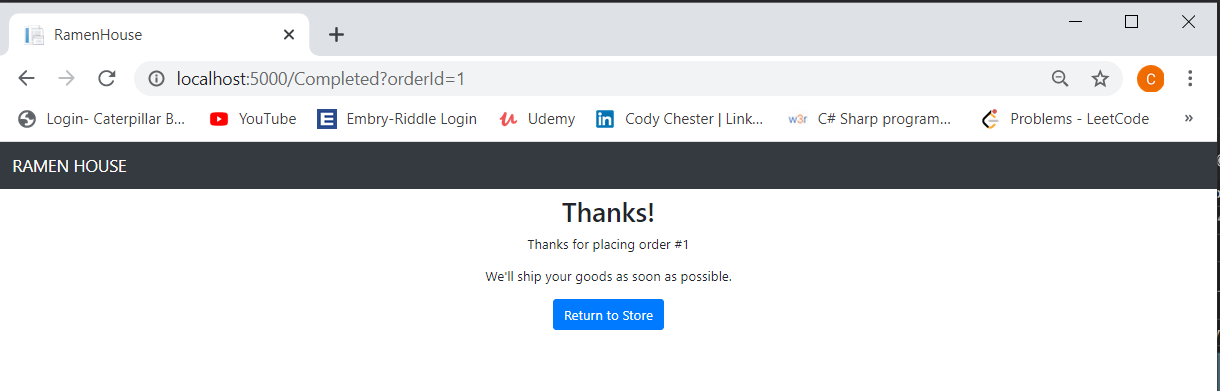 RamenHouse
localhost:5000/Completed?orderId=1
C
Login- Caterpillar B... YouTube E Embry-Riddle Login Udemy in Cody Chester | Link... w3r C# Sharp program... Problems - LeetCode »
RAMEN HOUSE
Thanks!
Thanks for placing order #1
We'll ship your goods as soon as possible.
Return to Store